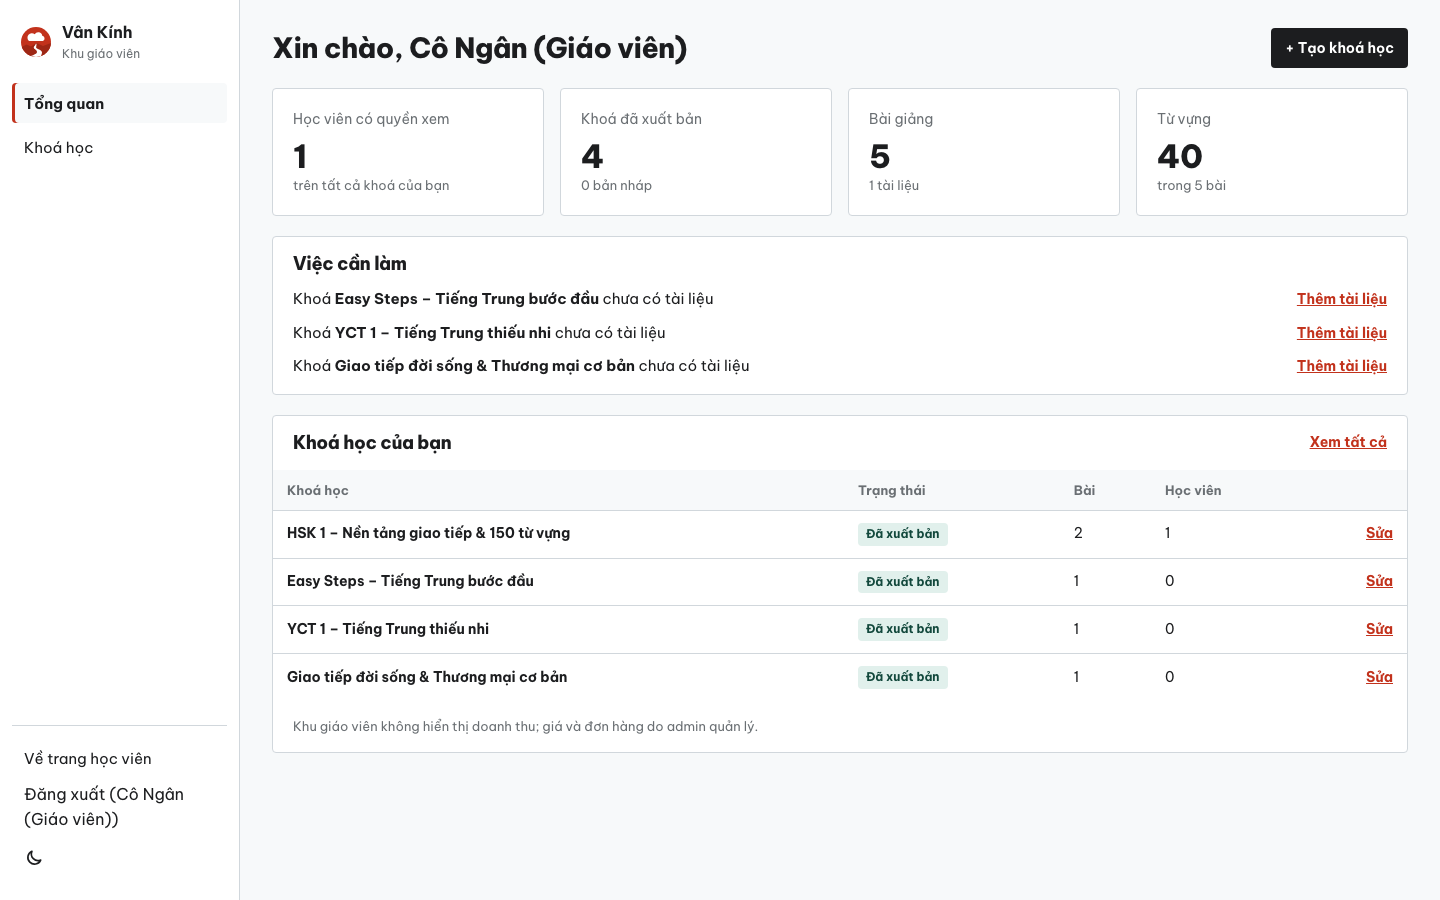 Vân Kính
Khu giáo viên
Tổng quan
Khoá học
Về trang học viên
Đăng xuất (Cô Ngân
(Giáo viên))
Xin chào, Cô Ngân (Giáo viên)
+ Tạo khoá học
Học viên có quyền xem
1
trên tất cả khoá của bạn
Khoá đã xuất bản
4
0 bản nháp
Bài giảng
5
1 tài liệu
Từ vựng
40
trong 5 bài
Việc cần làm
Khoá Easy Steps – Tiếng Trung bước đầu chưa có tài liệu Thêm tài liệu
Khoá YCT 1 – Tiếng Trung thiếu nhi chưa có tài liệu Thêm tài liệu
Khoá Giao tiếp đời sống & Thương mại cơ bản chưa có tài liệu Thêm tài liệu
Khoá học của bạn Xem tất cả
Khoá học Trạng thái Bài Học viên
HSK 1 – Nền tảng giao tiếp & 150 từ vựng Đã xuất bản 2 1 Sửa
Easy Steps – Tiếng Trung bước đầu Đã xuất bản 1 0 Sửa
YCT 1 – Tiếng Trung thiếu nhi Đã xuất bản 1 0 Sửa
Giao tiếp đời sống & Thương mại cơ bản Đã xuất bản 1 0 Sửa
Khu giáo viên không hiển thị doanh thu; giá và đơn hàng do admin quản lý.